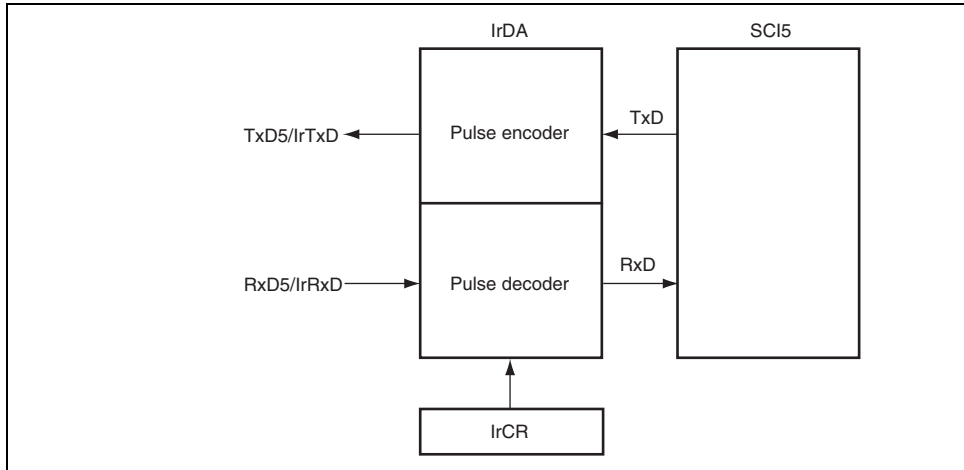 IrDA
SCI5
TxD5/IrTxD
Pulse encoder
TxD
RxD5/IrRxD
Pulse decoder
RxD
IrCR